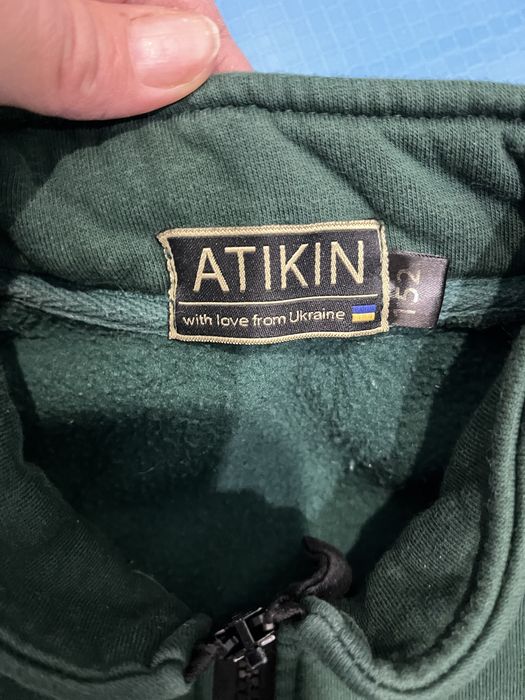 ATIKIN
with love from Ukraine
152